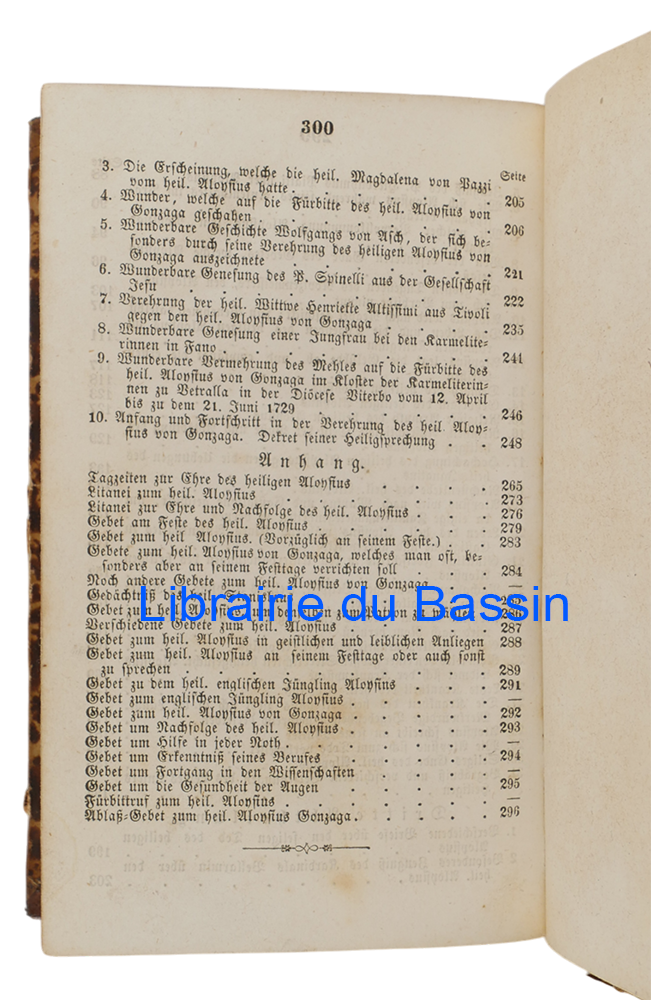 300
Seite
3. Die Erscheinung, welche die heil. Magdalena von Pazzi
vom heil. Aloysius hatte . . . . . . 205
4. Wunder, welche auf die Fürbitte des heil. Aloysius von
Gonzaga geschahen . . . . . . 206
5. Wunderbare Geschichte Wolfgangs von Asch, der sich be-
sonders durch seine Verehrung des heiligen Aloysius von
Gonzaga auszeichnete . . . . . . 221
6. Wunderbare Genesung des P. Spinelli aus der Gesellschaft
Jesu . . . . . . . . . 222
7. Verehrung der heil. Wittwe Henriette Altissimi aus Tivoli
gegen den heil. Aloysius von Gonzaga . . . . 235
8. Wunderbare Genesung einer Jungfrau bei den Karmelite-
rinnen in Fano . . . . . . . . 241
9. Wunderbare Vermehrung des Mehles auf die Fürbitte des
heil. Aloysius von Gonzaga im Kloster der Karmeliterin-
nen zu Vetralla in der Diöcese Viterbo vom 12. April
bis zu dem 21. Juni 1729 . . . . . 246
10. Anfang und Fortschritt in der Verehrung des heil. Aloy-
sius von Gonzaga. Dekret seiner Heiligsprechung . . 248
Anhang.
Tagzeiten zur Ehre des heiligen Aloysius . . . . 265
Litanei zum heil. Aloysius . . . . . . 273
Litanei zur Ehre und Nachfolge des heil. Aloysius . . . 276
Gebet am Feste des heil. Aloysius . . . . . 279
Gebet zum heil Aloysius. (Vorzüglich an seinem Feste.) . . 283
Gebete zum heil. Aloysius von Gonzaga, welches man oft, be-
sonders aber an seinem Festtage verrichten soll . . . 284
Noch andere Gebete zum heil. Aloysius von Gonzaga . . —
Gedächtniß des heil.
Librairie du Bassin
Gebet zum heil. Aloysius, um
Verschiedene Gebete zum heil. Aloysius . . . . 287
Gebet zum heil. Aloysius in geistlichen und leiblichen Anliegen 288
Gebet zum heil. Aloysius an seinem Festtage oder auch sonst
zu sprechen . . . . . . . . 289
Gebet zu dem heil. englischen Jüngling Aloysius . . . 291
Gebet zum englischen Jüngling Aloysius . . . . . —
Gebet zum heil. Aloysius von Gonzaga . . . . . 292
Gebet um Nachfolge des heil. Aloysius . . . . . 293
Gebet um Hilfe in jeder Noth . . . . . . —
Gebet um Erkenntniß seines Berufes . . . . . 294
Gebet um Fortgang in den Wissenschaften . . . . —
Gebet um die Gesundheit der Augen . . . . . 295
Fürbittruf zum heil. Aloysius . . . . . . —
Ablaß-Gebet zum heil. Aloysius Gonzaga . . . . . 296